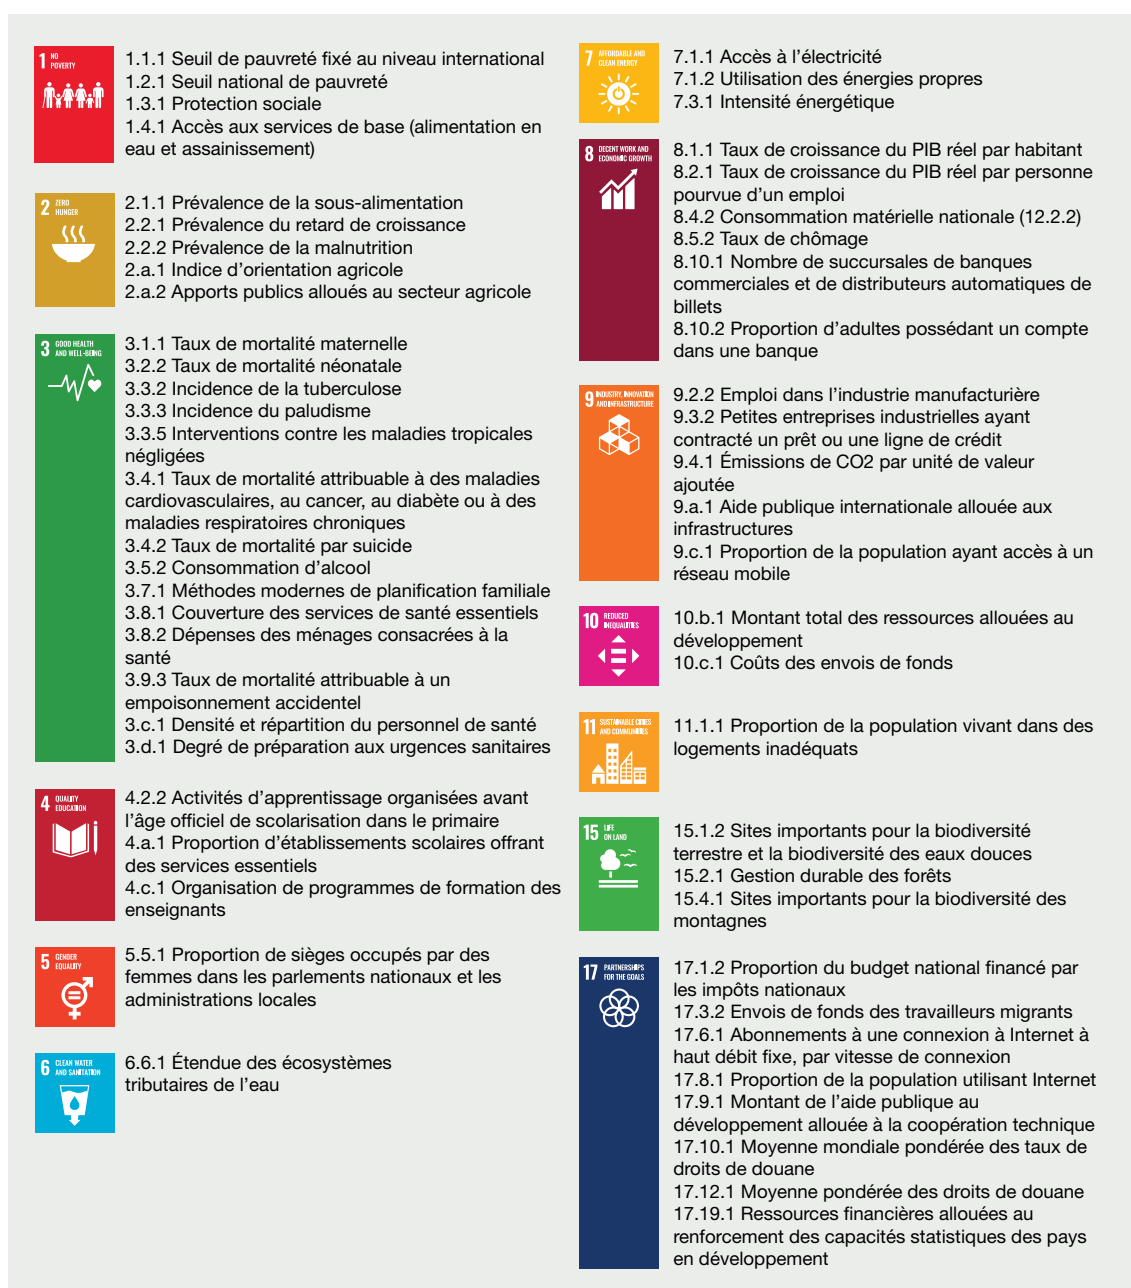 1 NO
POVERTY
1.1.1 Seuil de pauvreté fixé au niveau international
1.2.1 Seuil national de pauvreté
1.3.1 Protection sociale
1.4.1 Accès aux services de base (alimentation en
eau et assainissement)
2 ZERO
HUNGER
2.1.1 Prévalence de la sous-alimentation
2.2.1 Prévalence du retard de croissance
2.2.2 Prévalence de la malnutrition
2.a.1 Indice d’orientation agricole
2.a.2 Apports publics alloués au secteur agricole
3 GOOD HEALTH
AND WELL-BEING
3.1.1 Taux de mortalité maternelle
3.2.2 Taux de mortalité néonatale
3.3.2 Incidence de la tuberculose
3.3.3 Incidence du paludisme
3.3.5 Interventions contre les maladies tropicales
négligées
3.4.1 Taux de mortalité attribuable à des maladies
cardiovasculaires, au cancer, au diabète ou à des
maladies respiratoires chroniques
3.4.2 Taux de mortalité par suicide
3.5.2 Consommation d’alcool
3.7.1 Méthodes modernes de planification familiale
3.8.1 Couverture des services de santé essentiels
3.8.2 Dépenses des ménages consacrées à la
santé
3.9.3 Taux de mortalité attribuable à un
empoisonnement accidentel
3.c.1 Densité et répartition du personnel de santé
3.d.1 Degré de préparation aux urgences sanitaires
4 QUALITY
EDUCATION
4.2.2 Activités d’apprentissage organisées avant
l’âge officiel de scolarisation dans le primaire
4.a.1 Proportion d’établissements scolaires offrant
des services essentiels
4.c.1 Organisation de programmes de formation des
enseignants
5 GENDER
EQUALITY
5.5.1 Proportion de sièges occupés par des
femmes dans les parlements nationaux et les
administrations locales
6 CLEAN WATER
AND SANITATION
6.6.1 Étendue des écosystèmes
tributaires de l’eau
7 AFFORDABLE AND
CLEAN ENERGY
7.1.1 Accès à l’électricité
7.1.2 Utilisation des énergies propres
7.3.1 Intensité énergétique
8 DECENT WORK AND
ECONOMIC GROWTH
8.1.1 Taux de croissance du PIB réel par habitant
8.2.1 Taux de croissance du PIB réel par personne
pourvue d’un emploi
8.4.2 Consommation matérielle nationale (12.2.2)
8.5.2 Taux de chômage
8.10.1 Nombre de succursales de banques
commerciales et de distributeurs automatiques de
billets
8.10.2 Proportion d’adultes possédant un compte
dans une banque
9 INDUSTRY, INNOVATION
AND INFRASTRUCTURE
9.2.2 Emploi dans l’industrie manufacturière
9.3.2 Petites entreprises industrielles ayant
contracté un prêt ou une ligne de crédit
9.4.1 Émissions de CO2 par unité de valeur
ajoutée
9.a.1 Aide publique internationale allouée aux
infrastructures
9.c.1 Proportion de la population ayant accès à un
réseau mobile
10 REDUCED
INEQUALITIES
10.b.1 Montant total des ressources allouées au
développement
10.c.1 Coûts des envois de fonds
11 SUSTAINABLE CITIES
AND COMMUNITIES
11.1.1 Proportion de la population vivant dans des
logements inadéquats
15 LIFE
ON LAND
15.1.2 Sites importants pour la biodiversité
terrestre et la biodiversité des eaux douces
15.2.1 Gestion durable des forêts
15.4.1 Sites importants pour la biodiversité des
montagnes
17 PARTNERSHIPS
FOR THE GOALS
17.1.2 Proportion du budget national financé par
les impôts nationaux
17.3.2 Envois de fonds des travailleurs migrants
17.6.1 Abonnements à une connexion à Internet à
haut débit fixe, par vitesse de connexion
17.8.1 Proportion de la population utilisant Internet
17.9.1 Montant de l’aide publique au
développement allouée à la coopération technique
17.10.1 Moyenne mondiale pondérée des taux de
droits de douane
17.12.1 Moyenne pondérée des droits de douane
17.19.1 Ressources financières allouées au
renforcement des capacités statistiques des pays
en développement